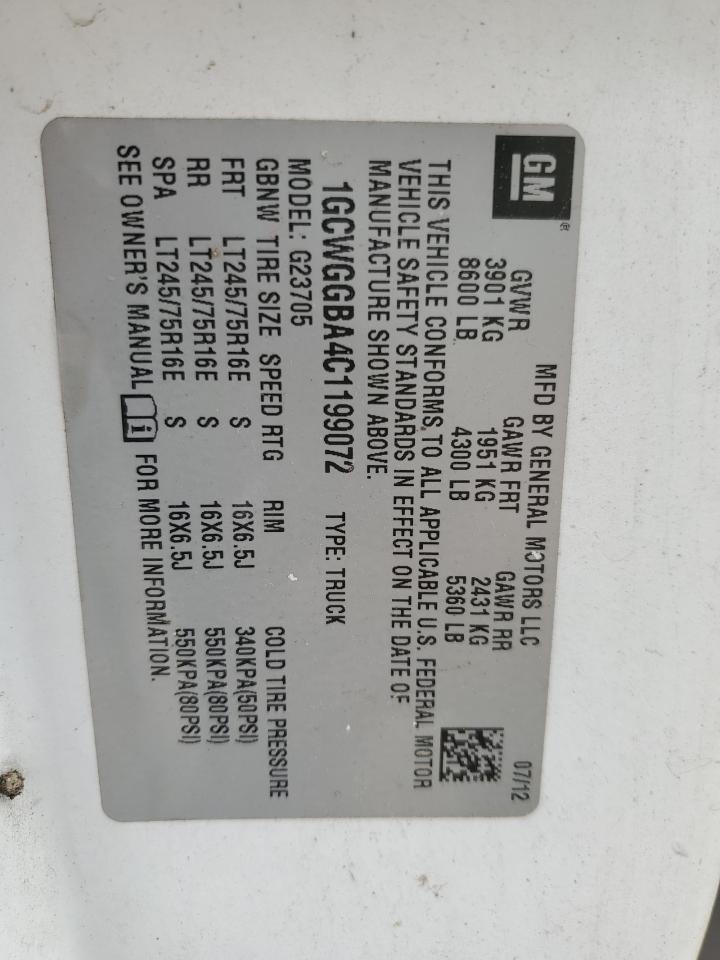 GM
MFD BY GENERAL MOTORS LLC 07/12
GVWR GAWR FRT GAWR RR
3901 KG 1951 KG 2431 KG
8600 LB 4300 LB 5360 LB
THIS VEHICLE CONFORMS TO ALL APPLICABLE U.S. FEDERAL MOTOR
VEHICLE SAFETY STANDARDS IN EFFECT ON THE DATE OF
MANUFACTURE SHOWN ABOVE.
1GCWGGBA4C1199072 TYPE: TRUCK
MODEL: G23705
GBNW TIRE SIZE SPEED RTG RIM COLD TIRE PRESSURE
FRT LT245/75R16E S 16X6.5J 340KPA(50PSI)
RR LT245/75R16E S 16X6.5J 550KPA(80PSI)
SPA LT245/75R16E S 16X6.5J 550KPA(80PSI)
SEE OWNER'S MANUAL FOR MORE INFORMATION.